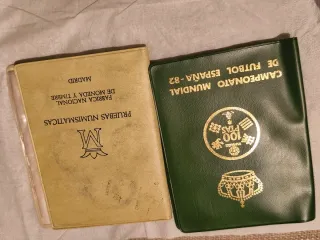 PRUEBAS NUMISMATICAS
FABRICA NACIONAL
DE MONEDA Y TIMBRE
MADRID
CAMPEONATO MUNDIAL
DE FUTBOL ESPAÑA-82
100
PTAS